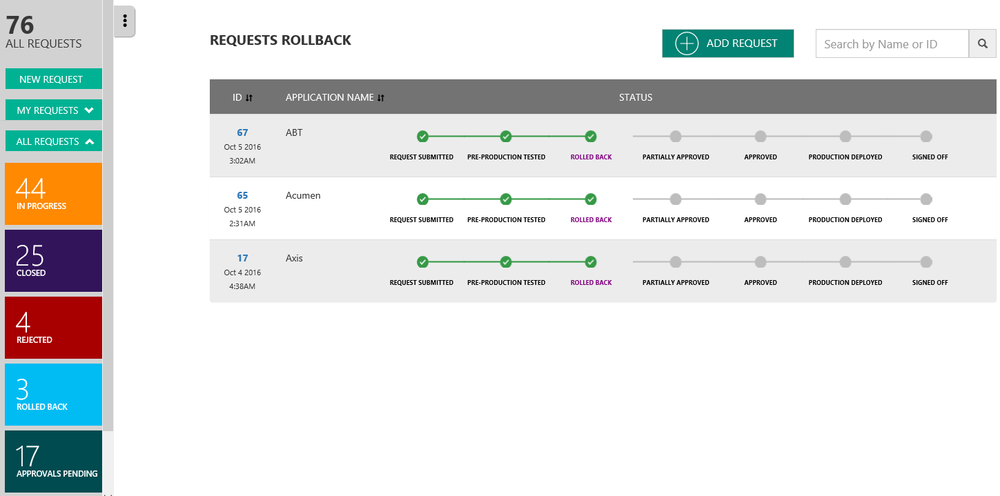 76
ALL REQUESTS
NEW REQUEST
MY REQUESTS
ALL REQUESTS
44
IN PROGRESS
25
CLOSED
4
REJECTED
3
ROLLED BACK
17
APPROVALS PENDING
REQUESTS ROLLBACK
ADD REQUEST
Search by Name or ID
ID APPLICATION NAME STATUS
67 ABT
Oct 5 2016
3:02AM
REQUEST SUBMITTED PRE-PRODUCTION TESTED ROLLED BACK PARTIALLY APPROVED APPROVED PRODUCTION DEPLOYED SIGNED OFF
65 Acumen
Oct 5 2016
2:31AM
REQUEST SUBMITTED PRE-PRODUCTION TESTED ROLLED BACK PARTIALLY APPROVED APPROVED PRODUCTION DEPLOYED SIGNED OFF
17 Axis
Oct 4 2016
4:38AM
REQUEST SUBMITTED PRE-PRODUCTION TESTED ROLLED BACK PARTIALLY APPROVED APPROVED PRODUCTION DEPLOYED SIGNED OFF